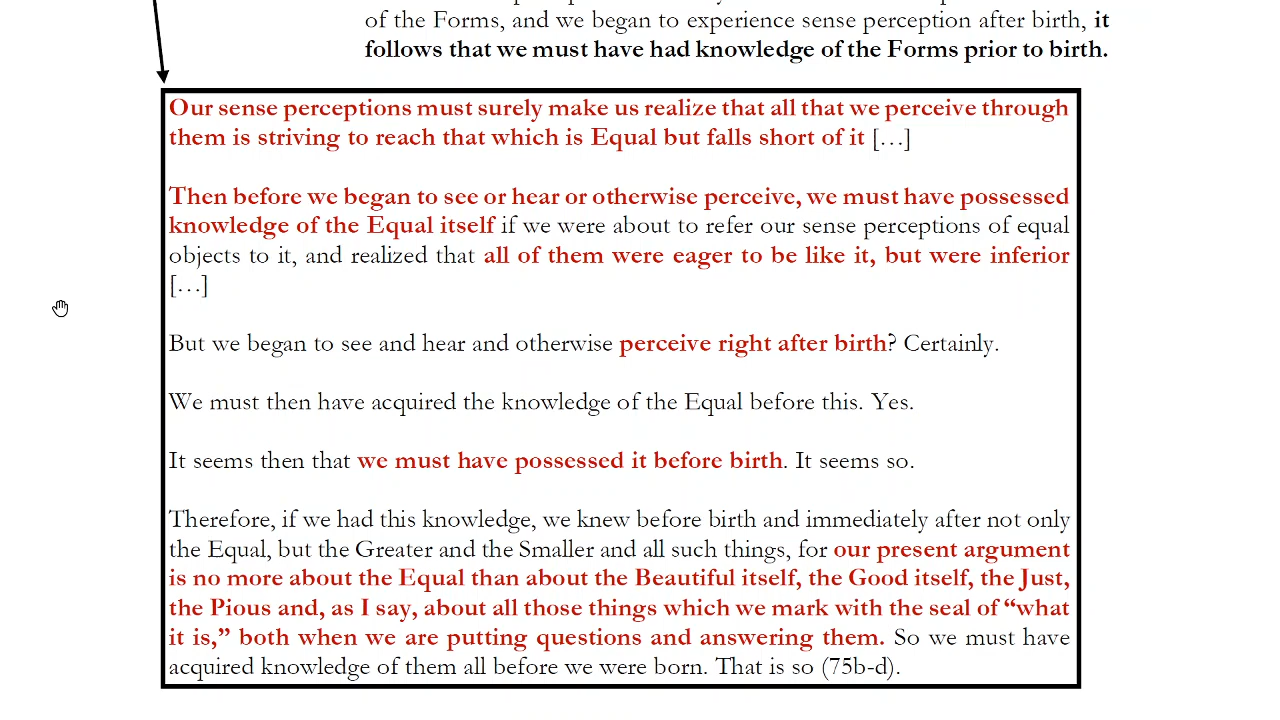 of the Forms, and we began to experience sense perception after birth, it
follows that we must have had knowledge of the Forms prior to birth.
Our sense perceptions must surely make us realize that all that we perceive through
them is striving to reach that which is Equal but falls short of it […]
Then before we began to see or hear or otherwise perceive, we must have possessed
knowledge of the Equal itself if we were about to refer our sense perceptions of equal
objects to it, and realized that all of them were eager to be like it, but were inferior
[…]
But we began to see and hear and otherwise perceive right after birth? Certainly.
We must then have acquired the knowledge of the Equal before this. Yes.
It seems then that we must have possessed it before birth. It seems so.
Therefore, if we had this knowledge, we knew before birth and immediately after not only
the Equal, but the Greater and the Smaller and all such things, for our present argument
is no more about the Equal than about the Beautiful itself, the Good itself, the Just,
the Pious and, as I say, about all those things which we mark with the seal of “what
it is,” both when we are putting questions and answering them. So we must have
acquired knowledge of them all before we were born. That is so (75b-d).